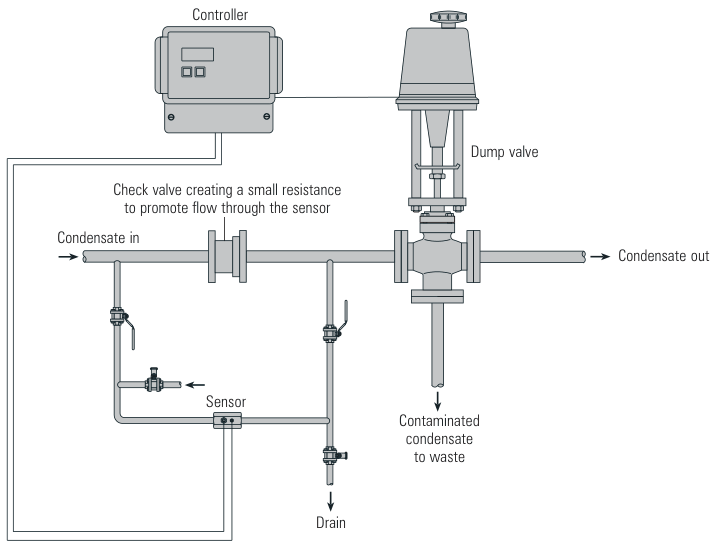 Controller
Dump valve
Check valve creating a small resistance
to promote flow through the sensor
Condensate in
Condensate out
Sensor
Contaminated
condensate
to waste
Drain